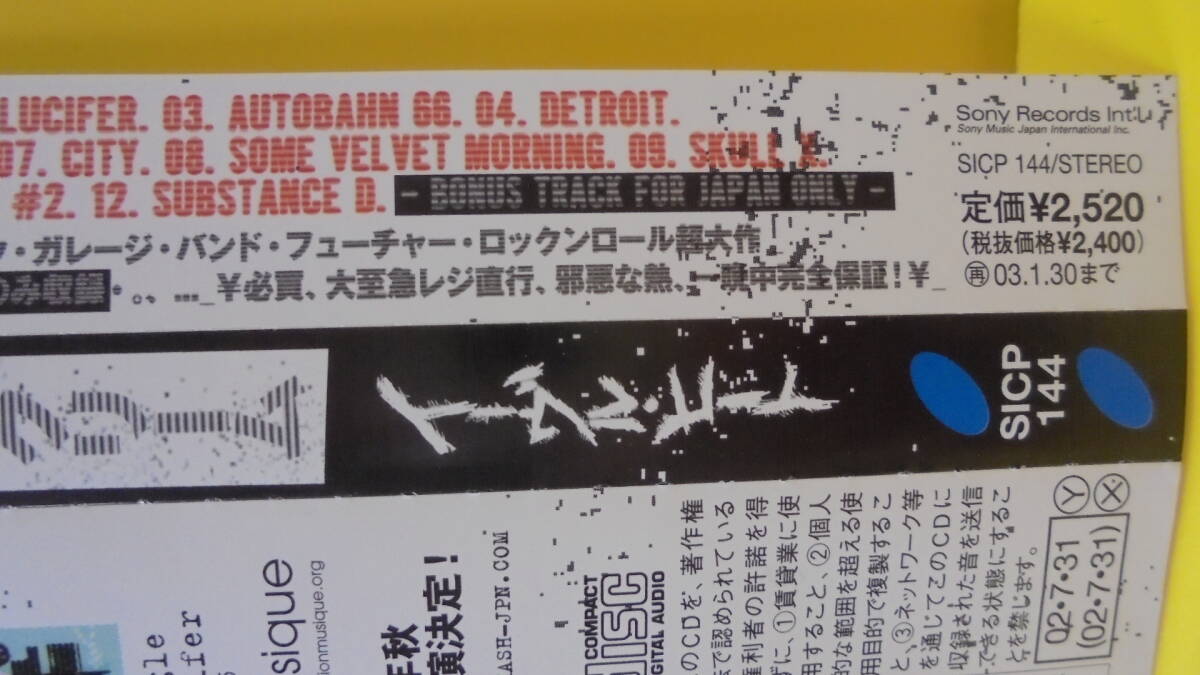 LUCIFER. 03. AUTOBAHN 66. 04. DETROIT.
07. CITY. 08. SOME VELVET MORNING. 09. SKULL X.
#2. 12. SUBSTANCE D. - BONUS TRACK FOR JAPAN ONLY -
・ガレージ・バンド・フューチャー・ロックンロール超大作
のみ収録・。。...._¥必買、大至急レジ直行、邪悪な熱、一晩中完全保証!¥_
Sony Records Int'L
Sony Music Japan International Inc.
SICP 144/STEREO
定価¥2,520
(税抜価格¥2,400)
再 03.1.30まで
イーヴル・ヒート
SICP
144
sique
ionmusique.org
年秋
演決定!
ASH-JPN.COM
COMPACT
disc
GITAL AUDIO
のCDを、著作権
法で認められている
権利者の許諾を得
ずに、①賃貸業に使
用すること、②個人
的な範囲を超える使
用目的で複製するこ
と、③ネットワーク等
を通じてこのCDに
収録された音を送信
できる状態にするこ
とを禁じます。
Y 02・7・31
X (02・7・31)